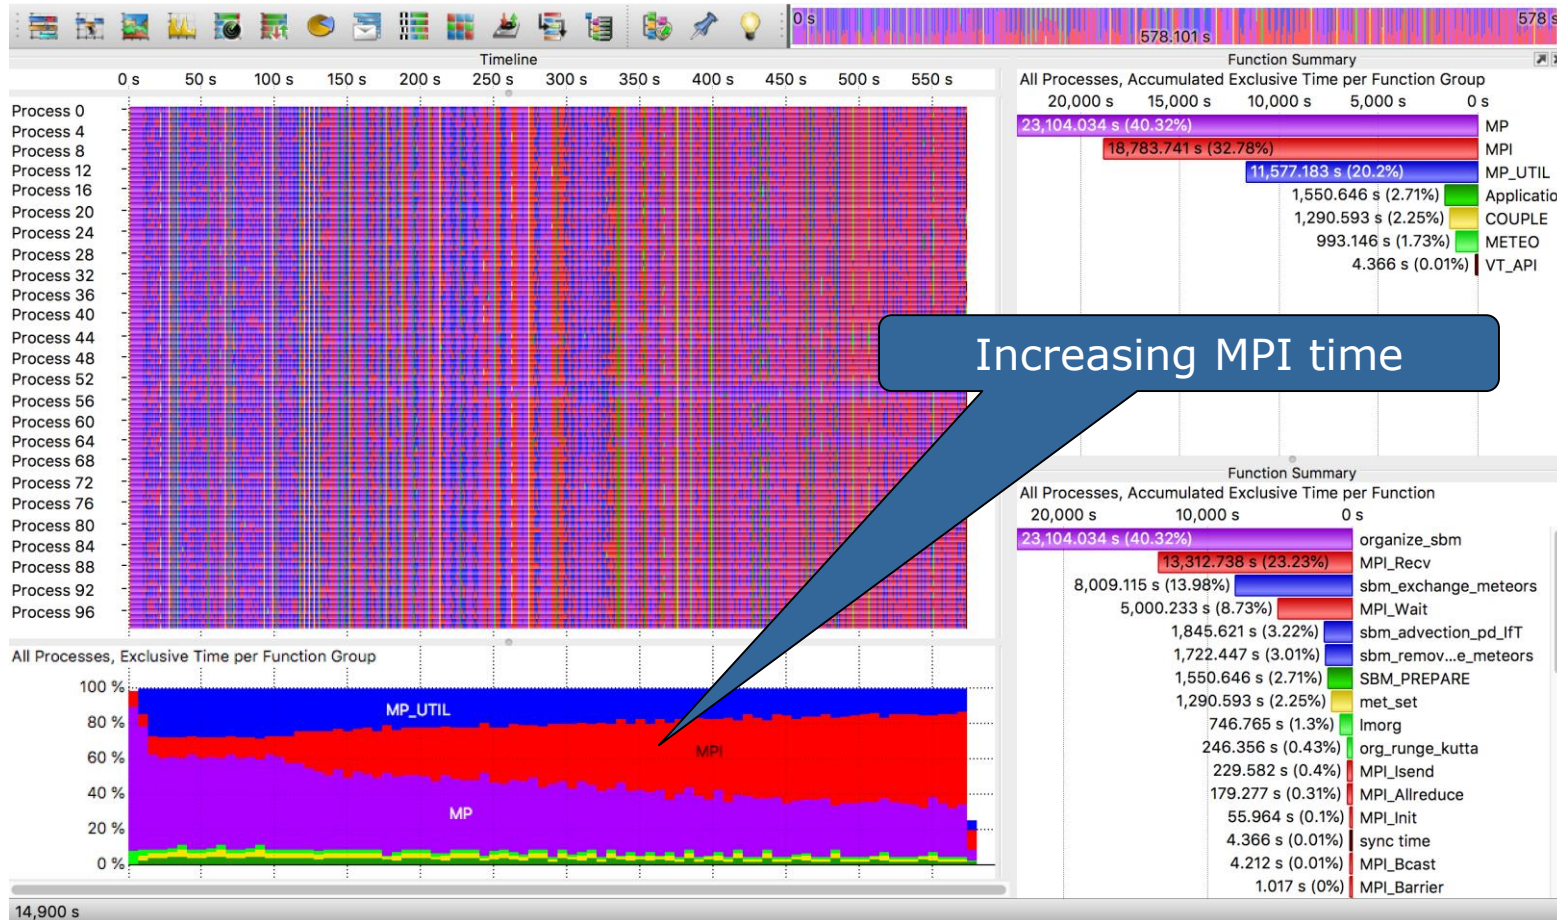 0 s
578 s
578.101 s
Timeline
0 s 50 s 100 s 150 s 200 s 250 s 300 s 350 s 400 s 450 s 500 s 550 s
Process 0
Process 4
Process 8
Process 12
Process 16
Process 20
Process 24
Process 28
Process 32
Process 36
Process 40
Process 44
Process 48
Process 52
Process 56
Process 60
Process 64
Process 68
Process 72
Process 76
Process 80
Process 84
Process 88
Process 92
Process 96
All Processes, Exclusive Time per Function Group
100 %
80 %
60 %
40 %
20 %
0 %
MP_UTIL
MPI
MP
14,900 s
Function Summary
All Processes, Accumulated Exclusive Time per Function Group
20,000 s 15,000 s 10,000 s 5,000 s 0 s
23,104.034 s (40.32%) MP
18,783.741 s (32.78%) MPI
11,577.183 s (20.2%) MP_UTIL
1,550.646 s (2.71%) Applicatio
1,290.593 s (2.25%) COUPLE
993.146 s (1.73%) METEO
4.366 s (0.01%) VT_API
Increasing MPI time
Function Summary
All Processes, Accumulated Exclusive Time per Function
20,000 s 10,000 s 0 s
23,104.034 s (40.32%) organize_sbm
13,312.738 s (23.23%) MPI_Recv
8,009.115 s (13.98%) sbm_exchange_meteors
5,000.233 s (8.73%) MPI_Wait
1,845.621 s (3.22%) sbm_advection_pd_lfT
1,722.447 s (3.01%) sbm_remov...e_meteors
1,550.646 s (2.71%) SBM_PREPARE
1,290.593 s (2.25%) met_set
746.765 s (1.3%) lmorg
246.356 s (0.43%) org_runge_kutta
229.582 s (0.4%) MPI_Isend
179.277 s (0.31%) MPI_Allreduce
55.964 s (0.1%) MPI_Init
4.366 s (0.01%) sync time
4.212 s (0.01%) MPI_Bcast
1.017 s (0%) MPI_Barrier